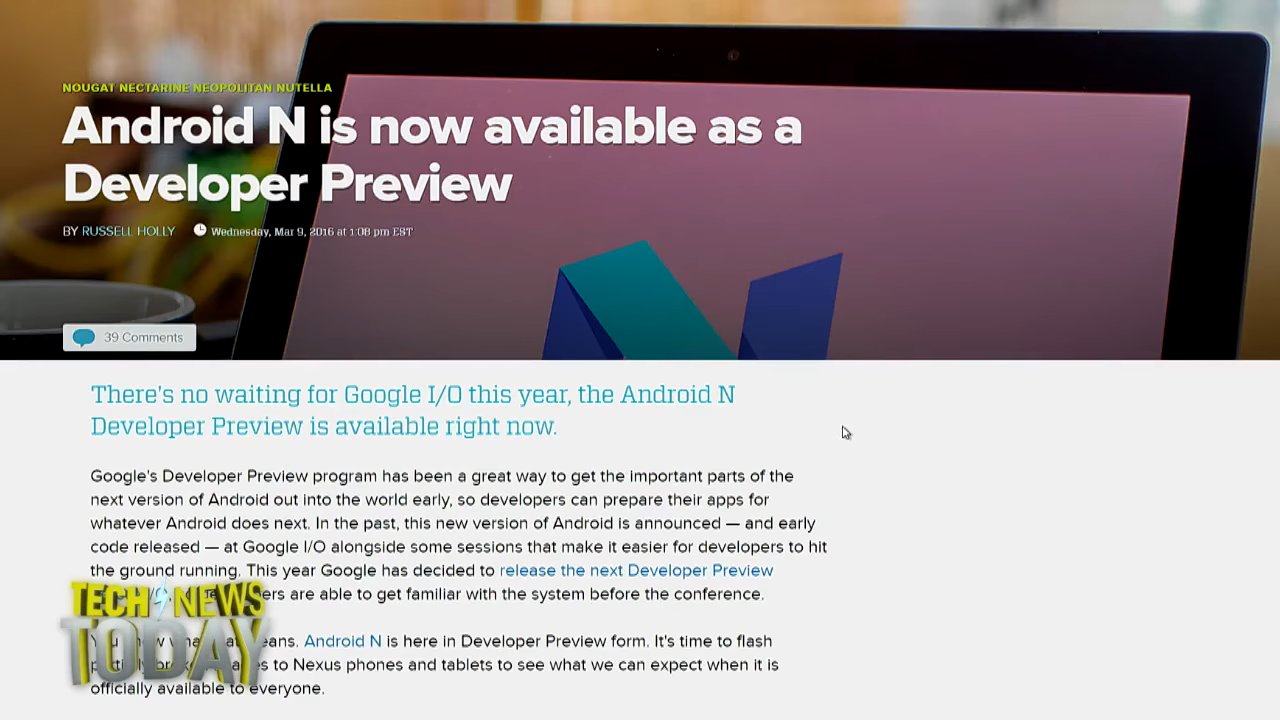 NOUGAT NECTARINE NEOPOLITAN NUTELLA
Android N is now available as a
Developer Preview
BY RUSSELL HOLLY Wednesday, Mar 9, 2016 at 1:08 pm EST
39 Comments
There's no waiting for Google I/O this year, the Android N
Developer Preview is available right now.
Google's Developer Preview program has been a great way to get the important parts of the
next version of Android out into the world early, so developers can prepare their apps for
whatever Android does next. In the past, this new version of Android is announced — and early
code released — at Google I/O alongside some sessions that make it easier for developers to hit
the ground running. This year Google has decided to release the next Developer Preview
are able to get familiar with the system before the conference.
Android N is here in Developer Preview form. It's time to flash
to Nexus phones and tablets to see what we can expect when it is
officially available to everyone.
TECH NEWS
TODAY